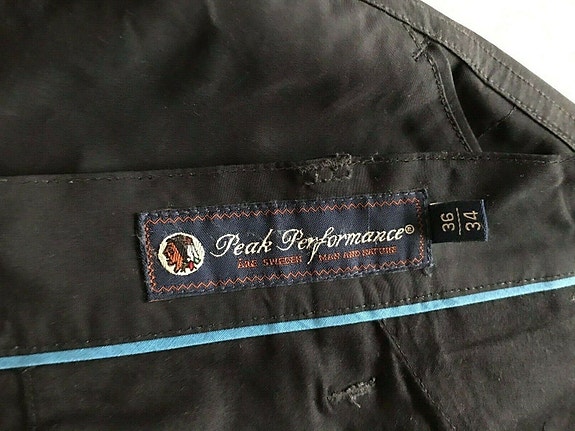 Peak Performance®
ÅRE SWEDEN MAN AND NATURE
36
34